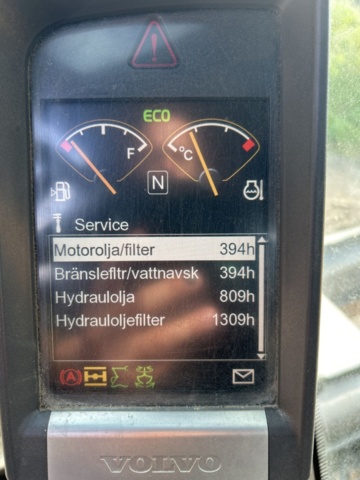 ECO
F
°C
N
Service
Motorolja/filter 394h
Bränslefltr/vattnavsk 394h
Hydraulolja 809h
Hydrauloljefilter 1309h
(A)
VOLVO